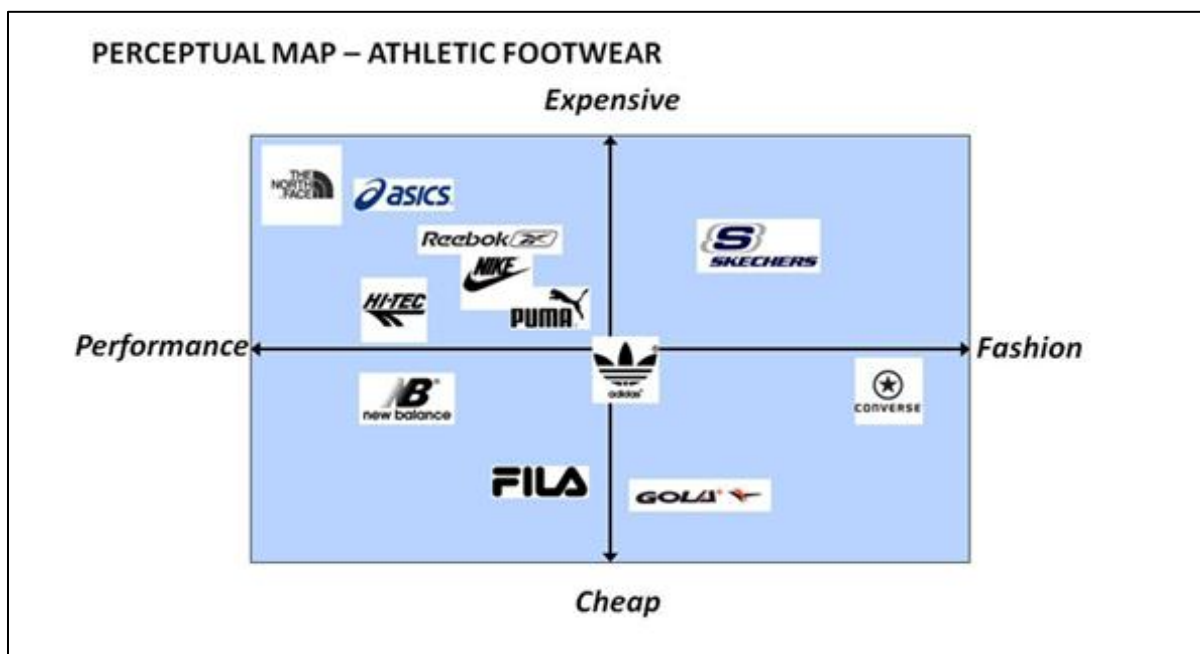 PERCEPTUAL MAP – ATHLETIC FOOTWEAR
Expensive
THE
NORTH
FACE
asics
Reebok
NIKE
SKECHERS
HI-TEC
PUMA
Performance
Fashion
adidas
new balance
CONVERSE
FILA
GOLA
Cheap